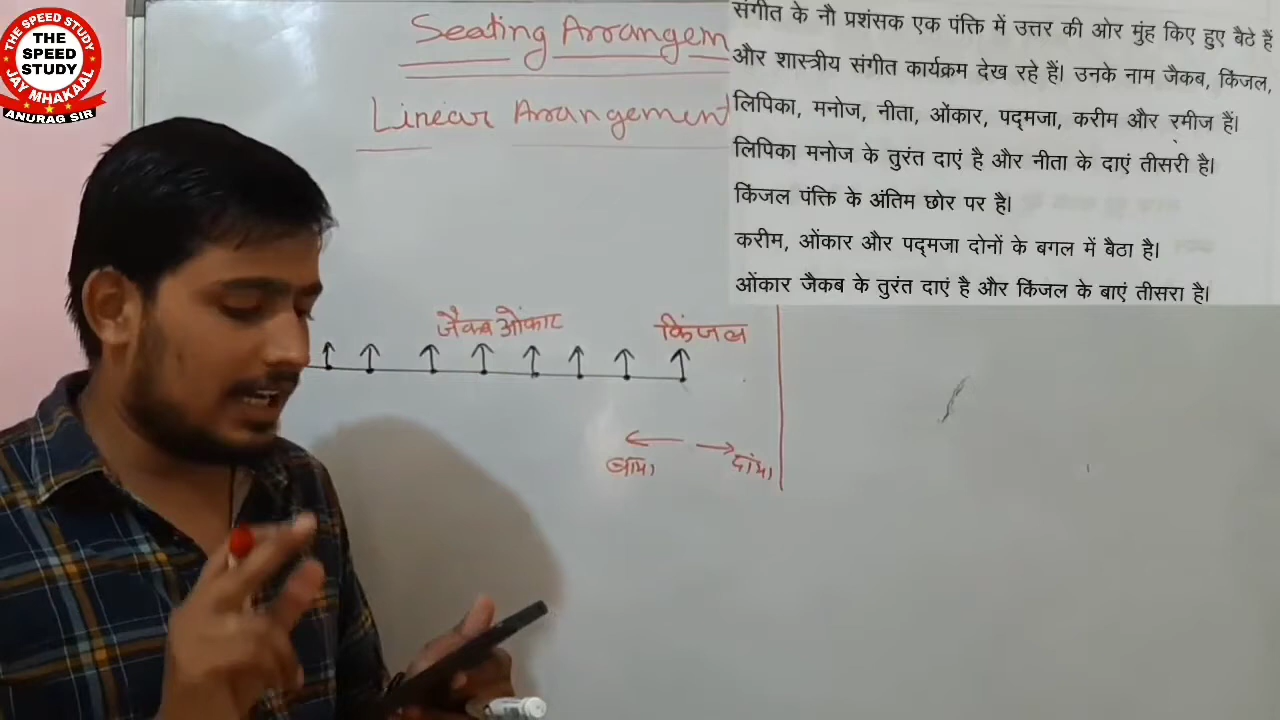 THE SPEED STUDY
THE
SPEED
STUDY
JAY MHAKAAL
ANURAG SIR
Seating Arrangem
Linear Arrangement
संगीत के नौ प्रशंसक एक पंक्ति में उत्तर की ओर मुंह किए हुए बैठे हैं
और शास्त्रीय संगीत कार्यक्रम देख रहे हैं। उनके नाम जैकब, किंजल,
लिपिका, मनोज, नीता, ओंकार, पद्मजा, करीम और रमीज हैं।
लिपिका मनोज के तुरंत दाएं है और नीता के दाएं तीसरी है।
किंजल पंक्ति के अंतिम छोर पर है।
करीम, ओंकार और पद्मजा दोनों के बगल में बैठा है।
ओंकार जैकब के तुरंत दाएं है और किंजल के बाएं तीसरा है।
जैकब ओंकार किंजल
बाया दांया